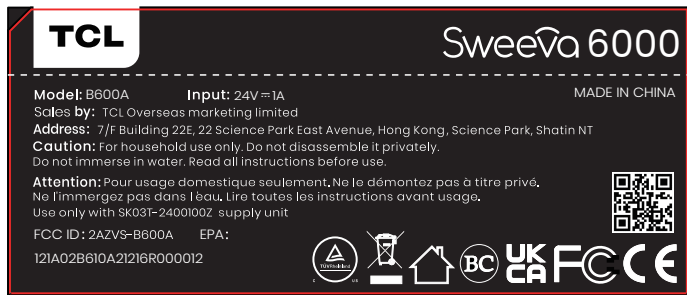 TCL
Sweeva 6000
Model: B600A Input: 24V⎓1A MADE IN CHINA
Sales by: TCL Overseas marketing limited
Address: 7/F Building 22E, 22 Science Park East Avenue, Hong Kong, Science Park, Shatin NT
Caution: For household use only. Do not disassemble it privately.
Do not immerse in water. Read all instructions before use.
Attention: Pour usage domestique seulement. Ne le démontez pas à titre privé.
Ne l'immergez pas dans l'èau. Lire toutes les instructions avant usage.
Use only with SK03T-2400100Z supply unit
FCC ID: 2AZVS-B600A EPA:
121A02B610A21216R000012
TÜVRheinland
C US
BC
UK
CA
FC
CE